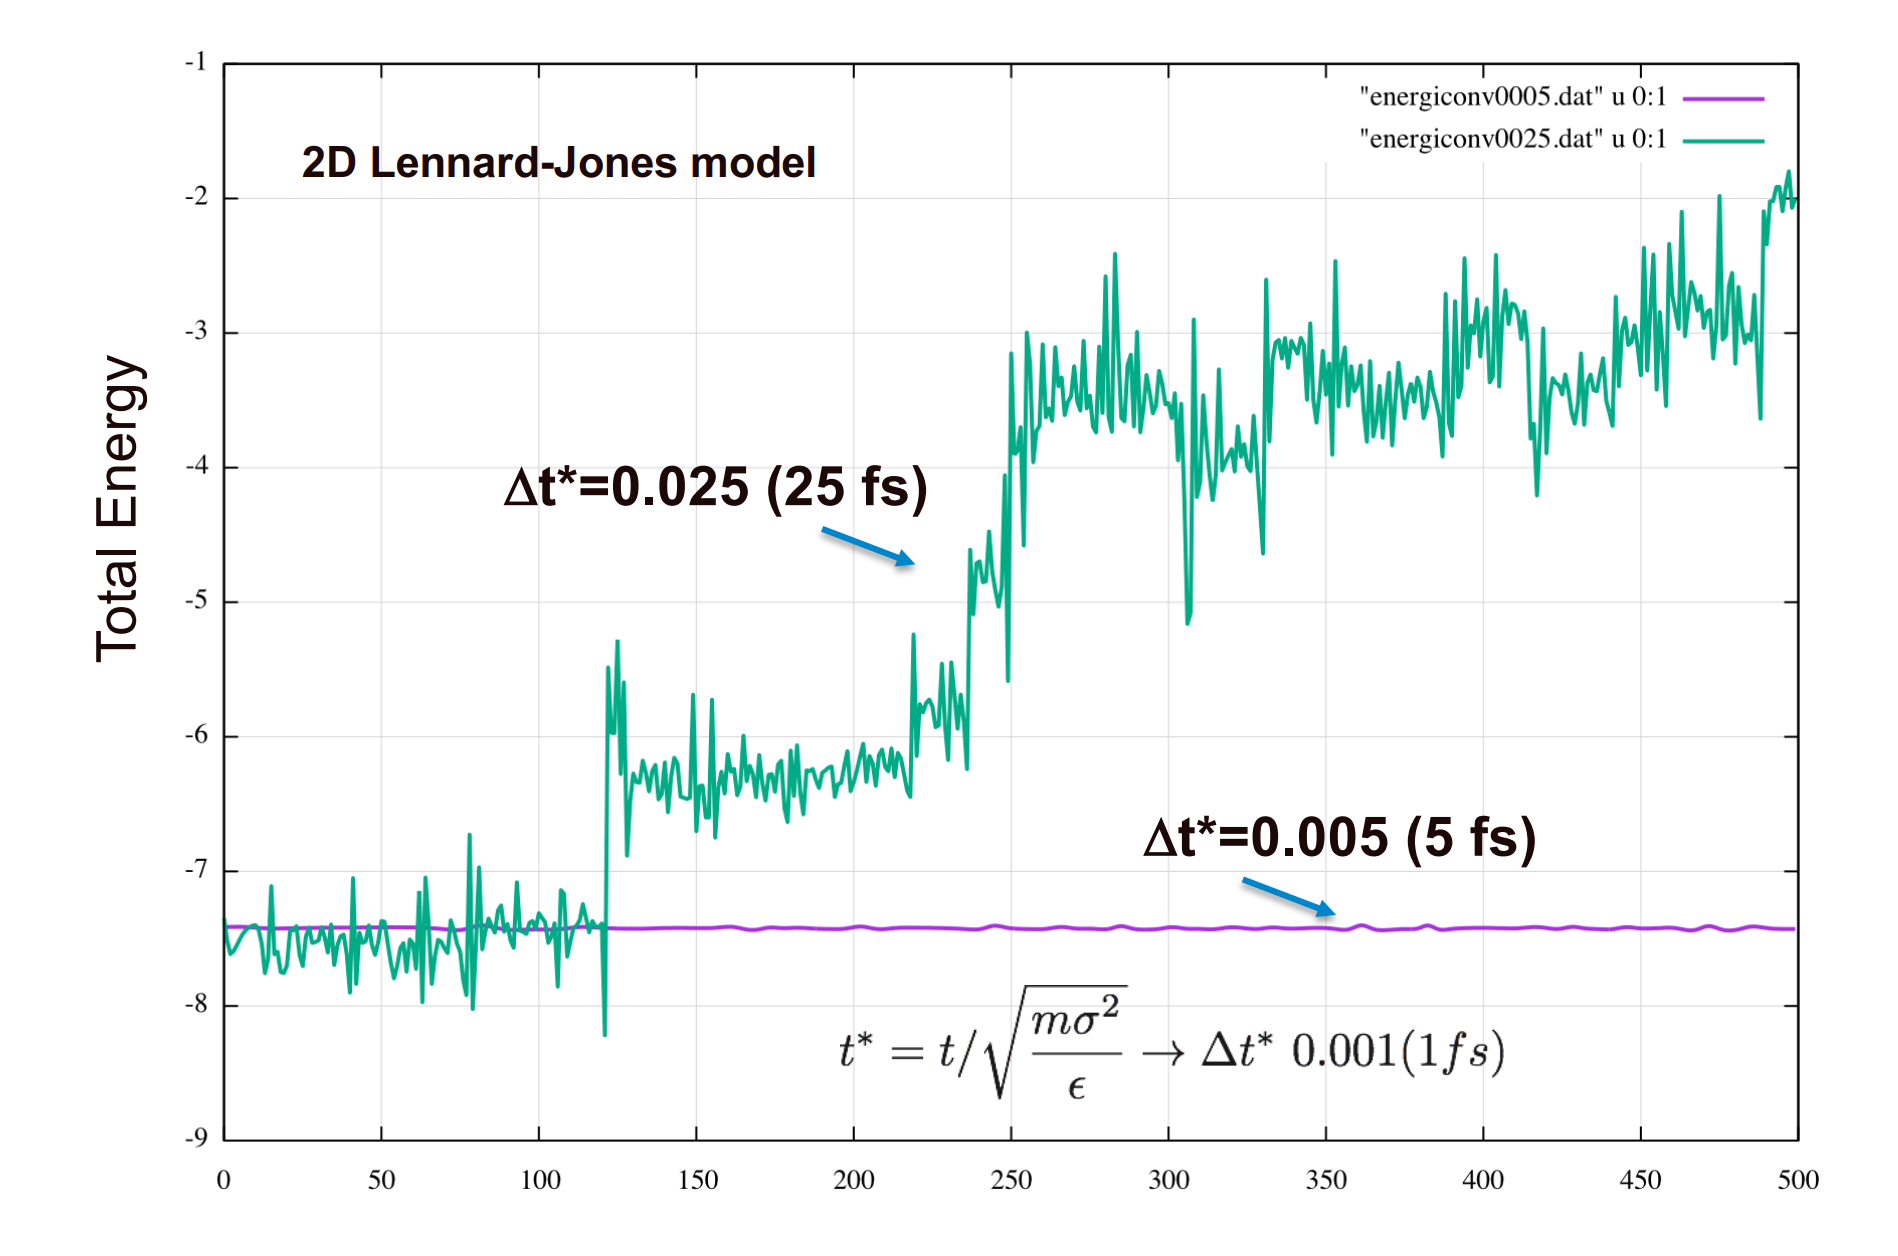 -1
"energiconv0005.dat" u 0:1
"energiconv0025.dat" u 0:1
2D Lennard-Jones model
-2
-3
-4
Δt*=0.025 (25 fs)
-5
Total Energy
-6
Δt*=0.005 (5 fs)
-7
-8
t* = t/√(mσ²/ϵ) → Δt* 0.001(1fs)
-9
0 50 100 150 200 250 300 350 400 450 500